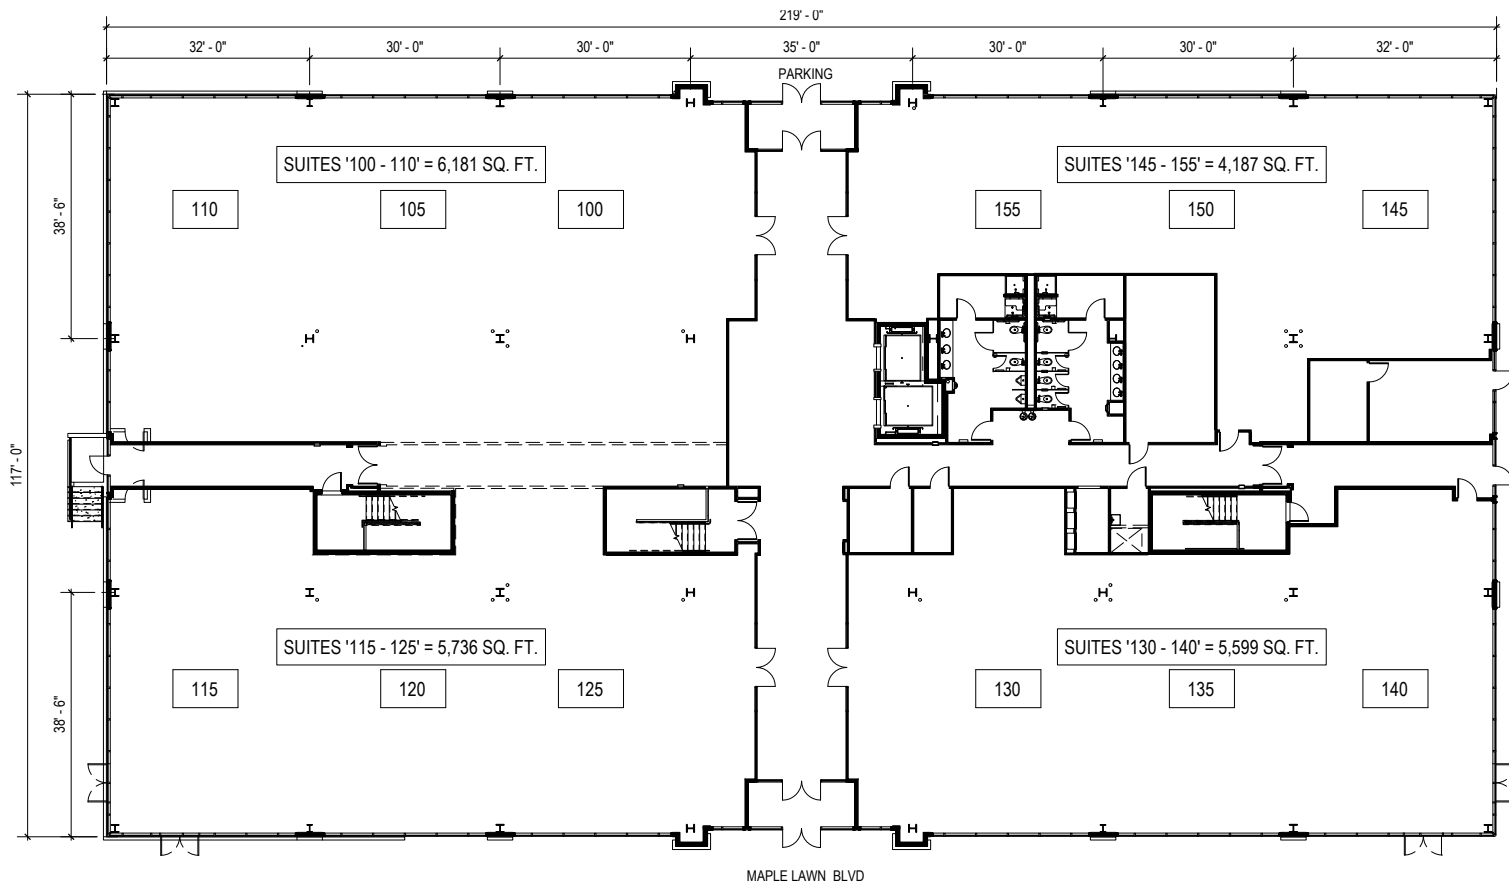 219' - 0"
32' - 0"
30' - 0"
30' - 0"
35' - 0"
30' - 0"
30' - 0"
32' - 0"
PARKING
SUITES '100 - 110' = 6,181 SQ. FT.
SUITES '145 - 155' = 4,187 SQ. FT.
110
105
100
155
150
145
38' - 6"
117' - 0"
SUITES '115 - 125' = 5,736 SQ. FT.
SUITES '130 - 140' = 5,599 SQ. FT.
115
120
125
130
135
140
38' - 6"
MAPLE LAWN BLVD